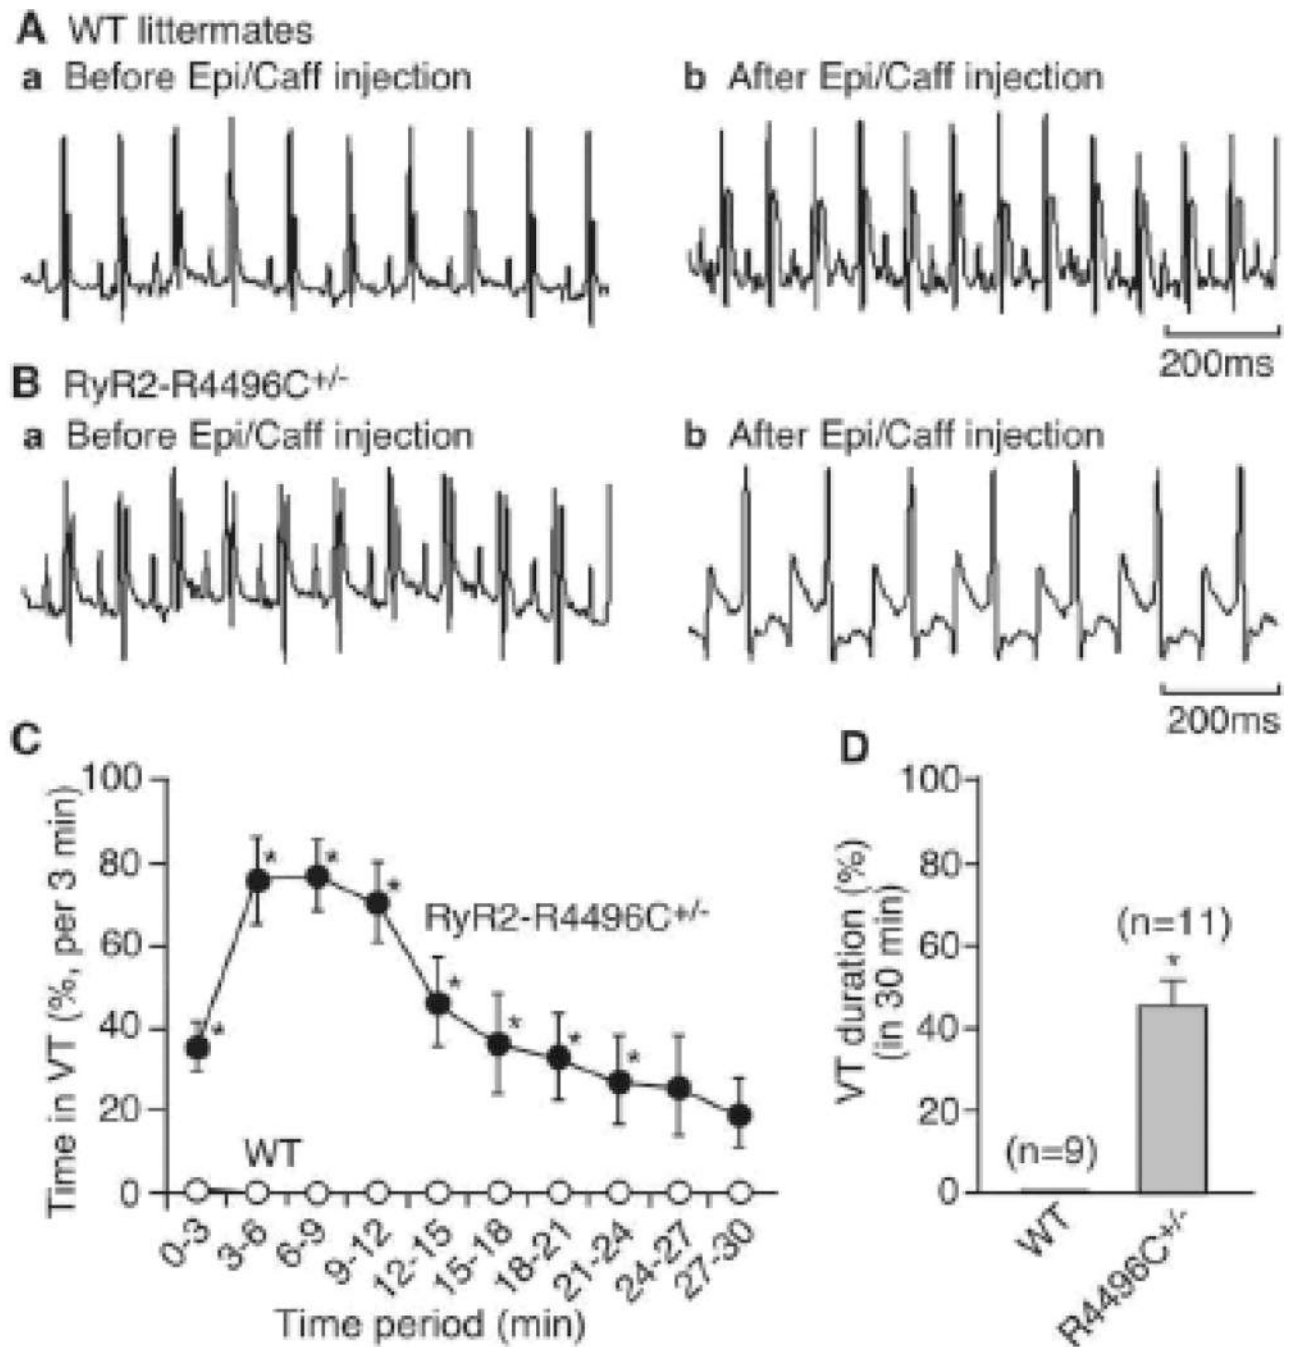 A WT littermates
a Before Epi/Caff injection
b After Epi/Caff injection
200ms
B RyR2-R4496C+/-
a Before Epi/Caff injection
b After Epi/Caff injection
200ms
C
Time in VT (%, per 3 min)
100
80
60
40
20
0
*
*
*
*
*
*
*
*
RyR2-R4496C+/-
WT
0-3
3-6
6-9
9-12
12-15
15-18
18-21
21-24
24-27
27-30
Time period (min)
D
VT duration (%)
(in 30 min)
100
80
60
40
20
0
(n=9)
(n=11)
*
WT
R4496C+/-